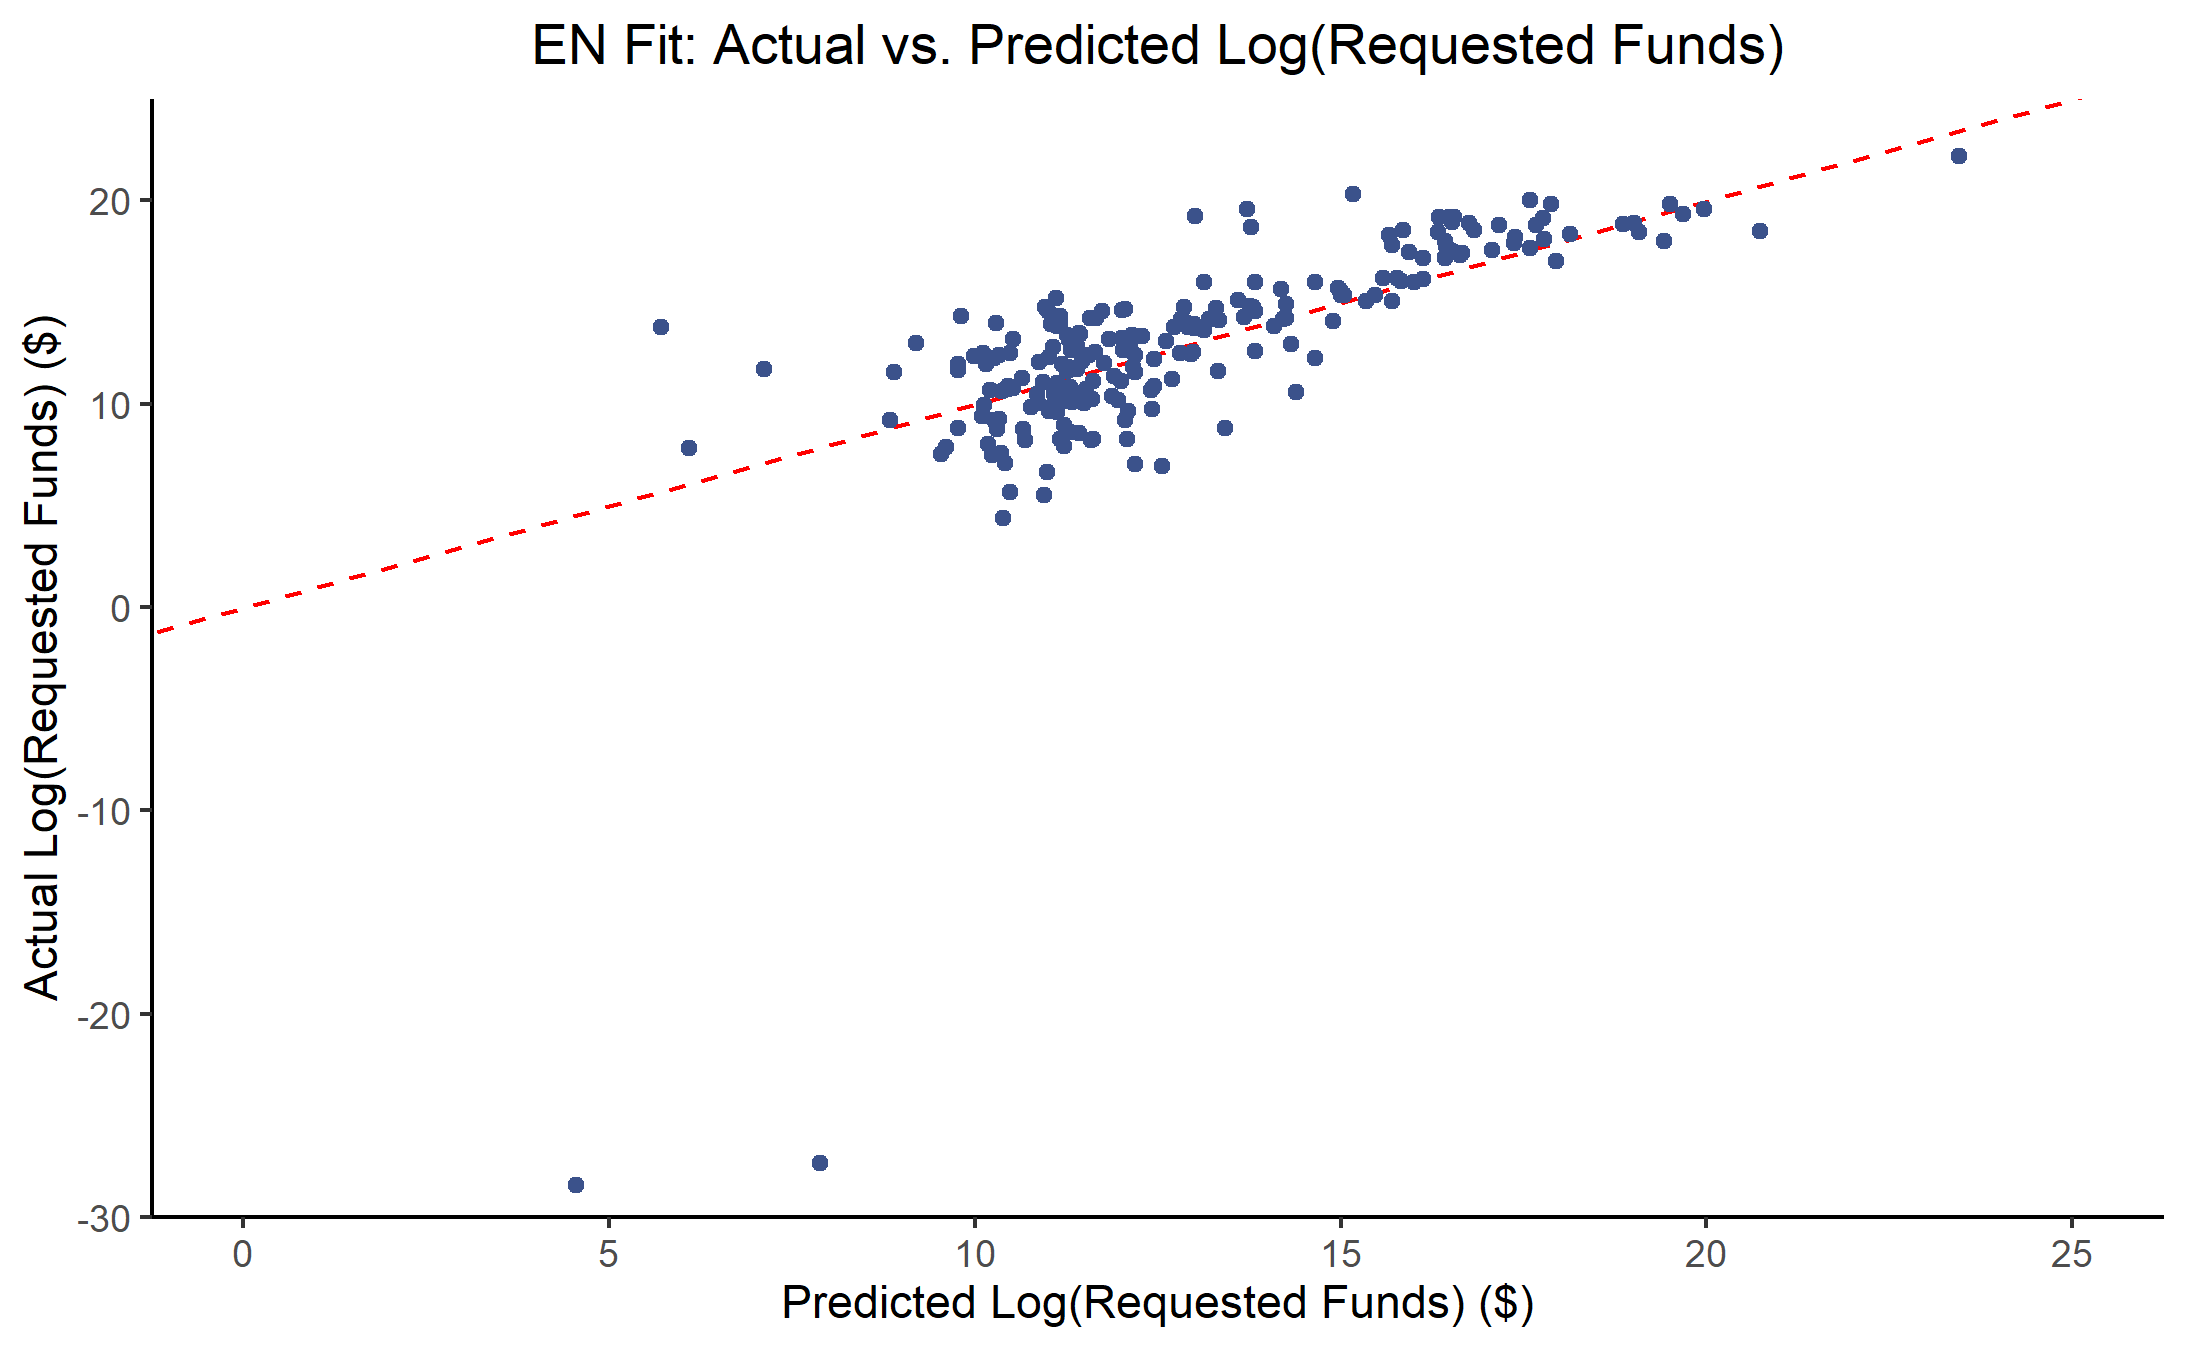 EN Fit: Actual vs. Predicted Log(Requested Funds)
Actual Log(Requested Funds) ($)
20
10
0
-10
-20
-30
0 5 10 15 20 25
Predicted Log(Requested Funds) ($)